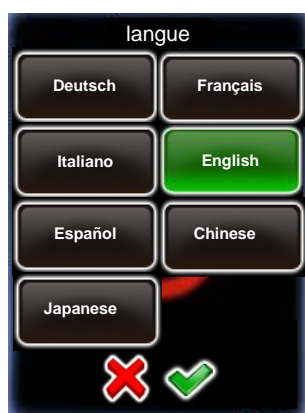 langue
Deutsch Français
Italiano English
Español Chinese
Japanese